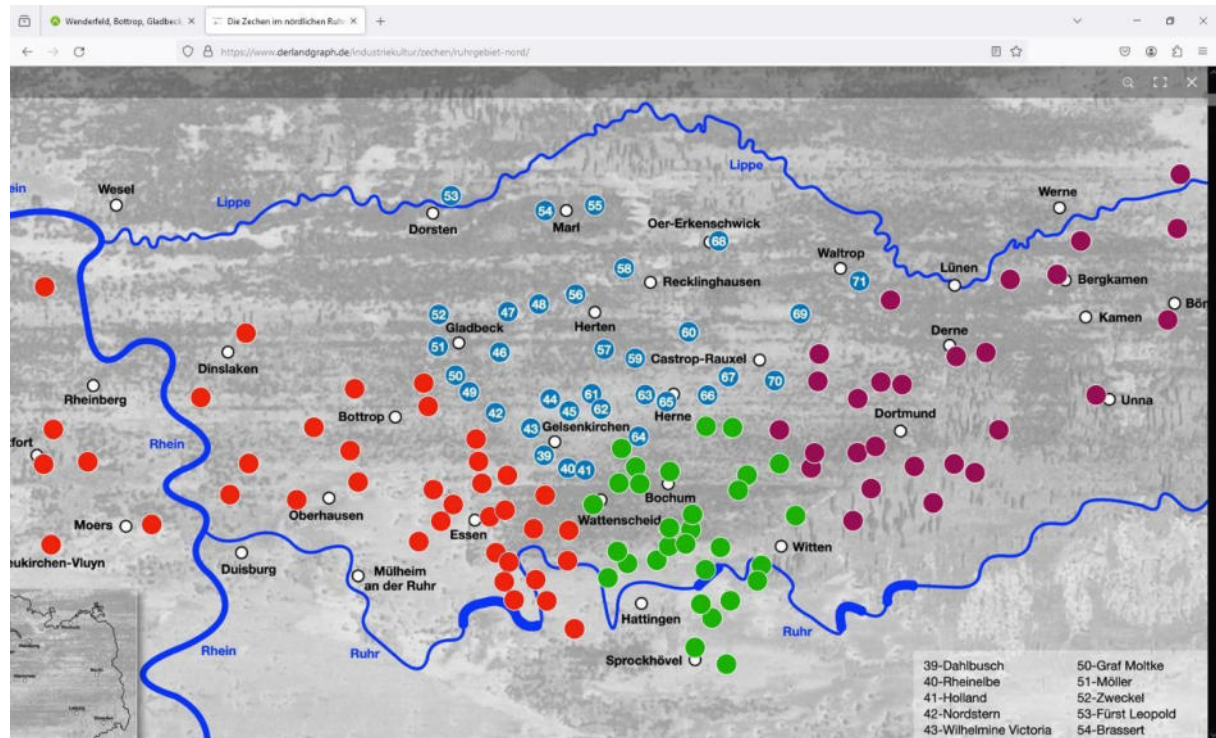 Wenderfeld, Bottrop, Gladbeck
Die Zechen im nördlichen Ruhr
https://www.derlandgraph.de/industriekultur/zechen/ruhrgebiet-nord/
ein
Wesel
Lippe
53
Dorsten
54
Marl
55
Lippe
Oer-Erkenschwick
68
Werne
58
Recklinghausen
Waltrop
71
Lünen
Bergkamen
Bön
52
47
48
56
Gladbeck
Herten
60
69
Kamen
Derne
51
46
57
59
Castrop-Rauxel
Dinslaken
50
49
67
70
Rheinberg
44
61
63
65
66
Herne
Unna
Bottrop
42
45
62
Dortmund
43
Gelsenkirchen
64
fort
Rhein
39
40
41
Bochum
Oberhausen
Wattenscheid
Moers
Essen
Witten
eukirchen-Vluyn
Duisburg
Mülheim
an der Ruhr
Hattingen
Ruhr
Rhein
Ruhr
Sprockhövel
39-Dahlbusch
40-Rheinelbe
41-Holland
42-Nordstern
43-Wilhelmine Victoria
50-Graf Moltke
51-Möller
52-Zweckel
53-Fürst Leopold
54-Brassert